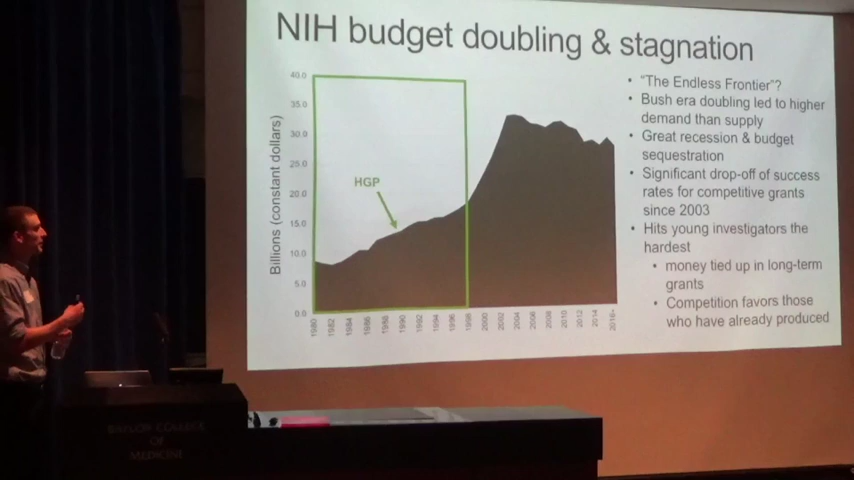 NIH budget doubling & stagnation
40.0
35.0
30.0
25.0
20.0
15.0
10.0
5.0
0.0
Billions (constant dollars)
HGP
1980
1982
1984
1986
1988
1990
1992
1994
1996
1998
2000
2002
2004
2006
2008
2010
2012
2014
• "The Endless Frontier"?
• Bush era doubling led to higher
demand than supply
• Great recession & budget
sequestration
• Significant drop-off of success
rates for competitive grants
since 2003
• Hits young investigators the
hardest
• money tied up in long-term
grants
• Competition favors those
who have already produced
BAYLOR COLLEGE
OF
MEDICINE